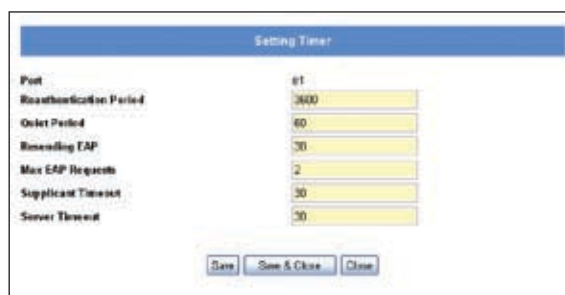 Setting Timer
Port e1
Reauthentication Period 3600
Quiet Period 60
Resending EAP 30
Max EAP Requests 2
Supplicant Timeout 30
Server Timeout 30
Save Save & Close Close